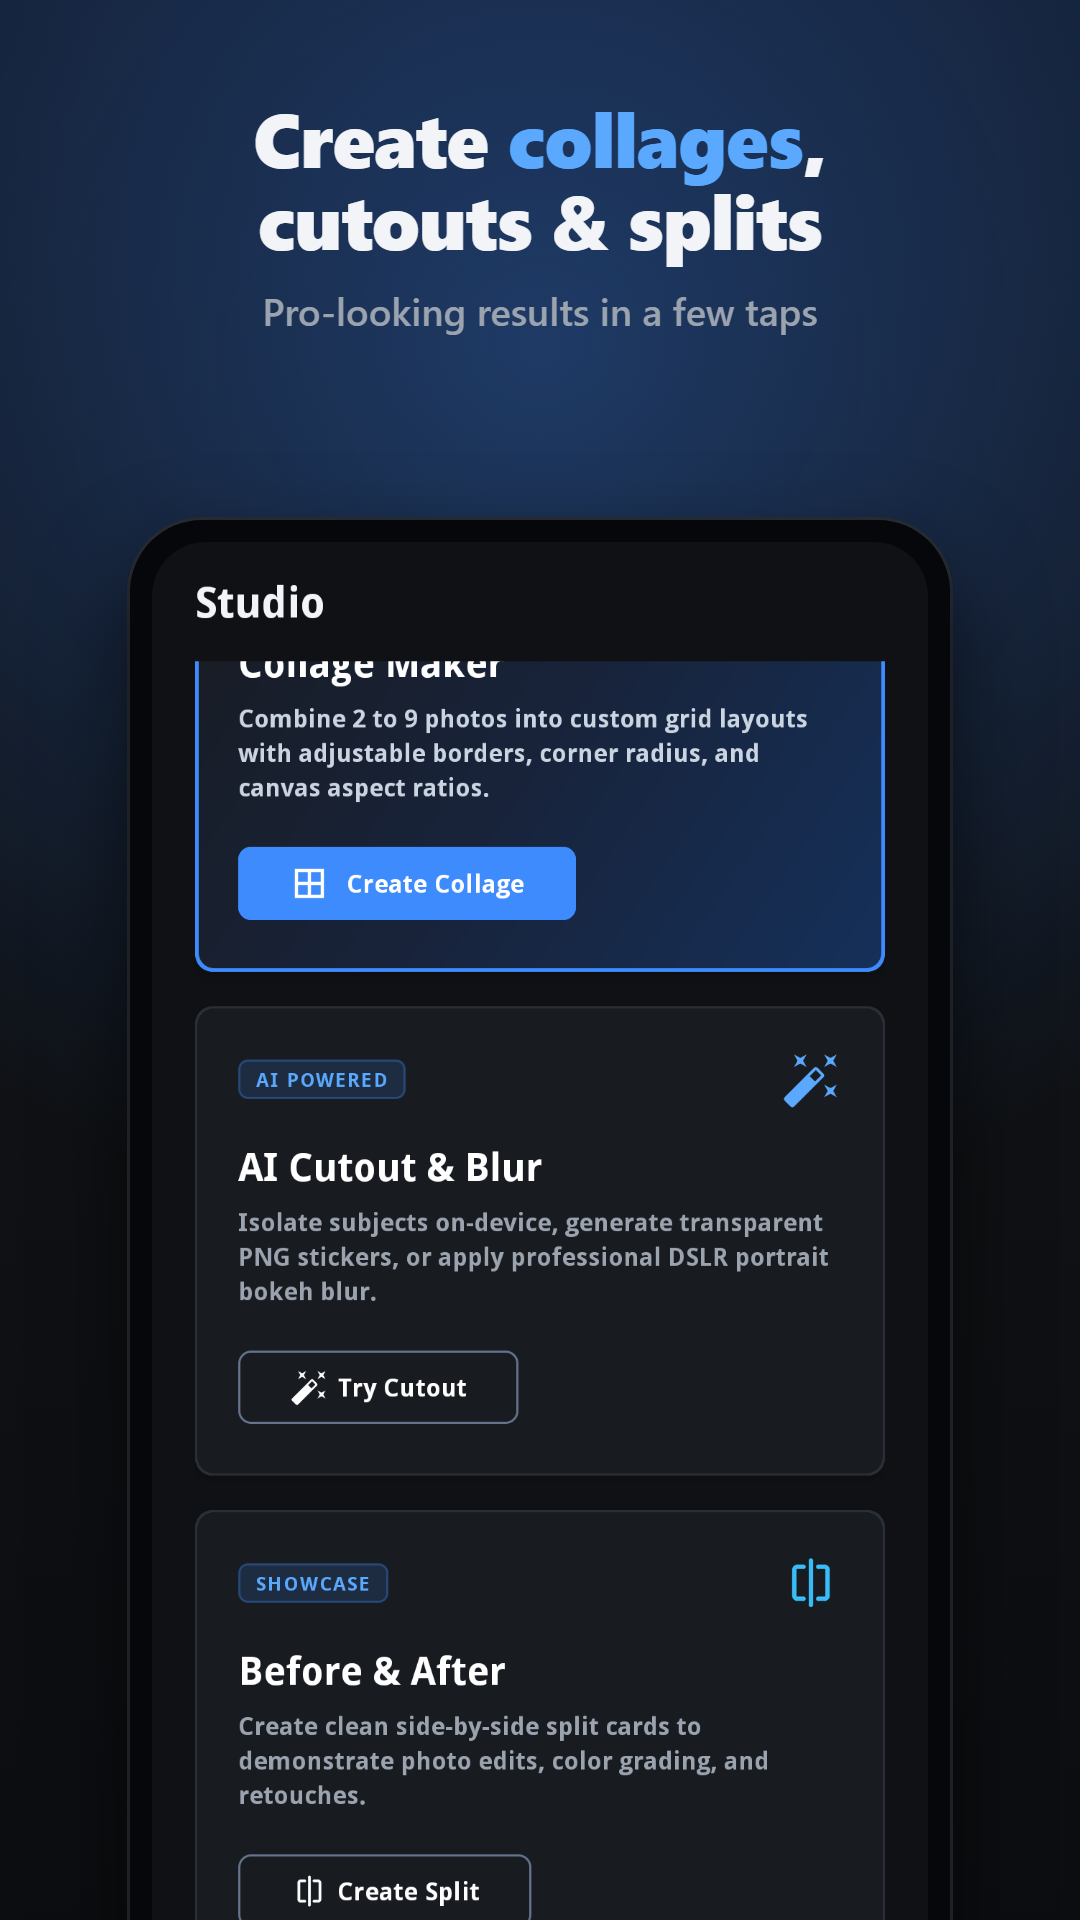 Create collages,
cutouts & splits
Pro-looking results in a few taps
Studio
Collage Maker
Combine 2 to 9 photos into custom grid layouts
with adjustable borders, corner radius, and
canvas aspect ratios.
Create Collage
AI POWERED
AI Cutout & Blur
Isolate subjects on-device, generate transparent
PNG stickers, or apply professional DSLR portrait
bokeh blur.
Try Cutout
SHOWCASE
Before & After
Create clean side-by-side split cards to
demonstrate photo edits, color grading, and
retouches.
Create Split